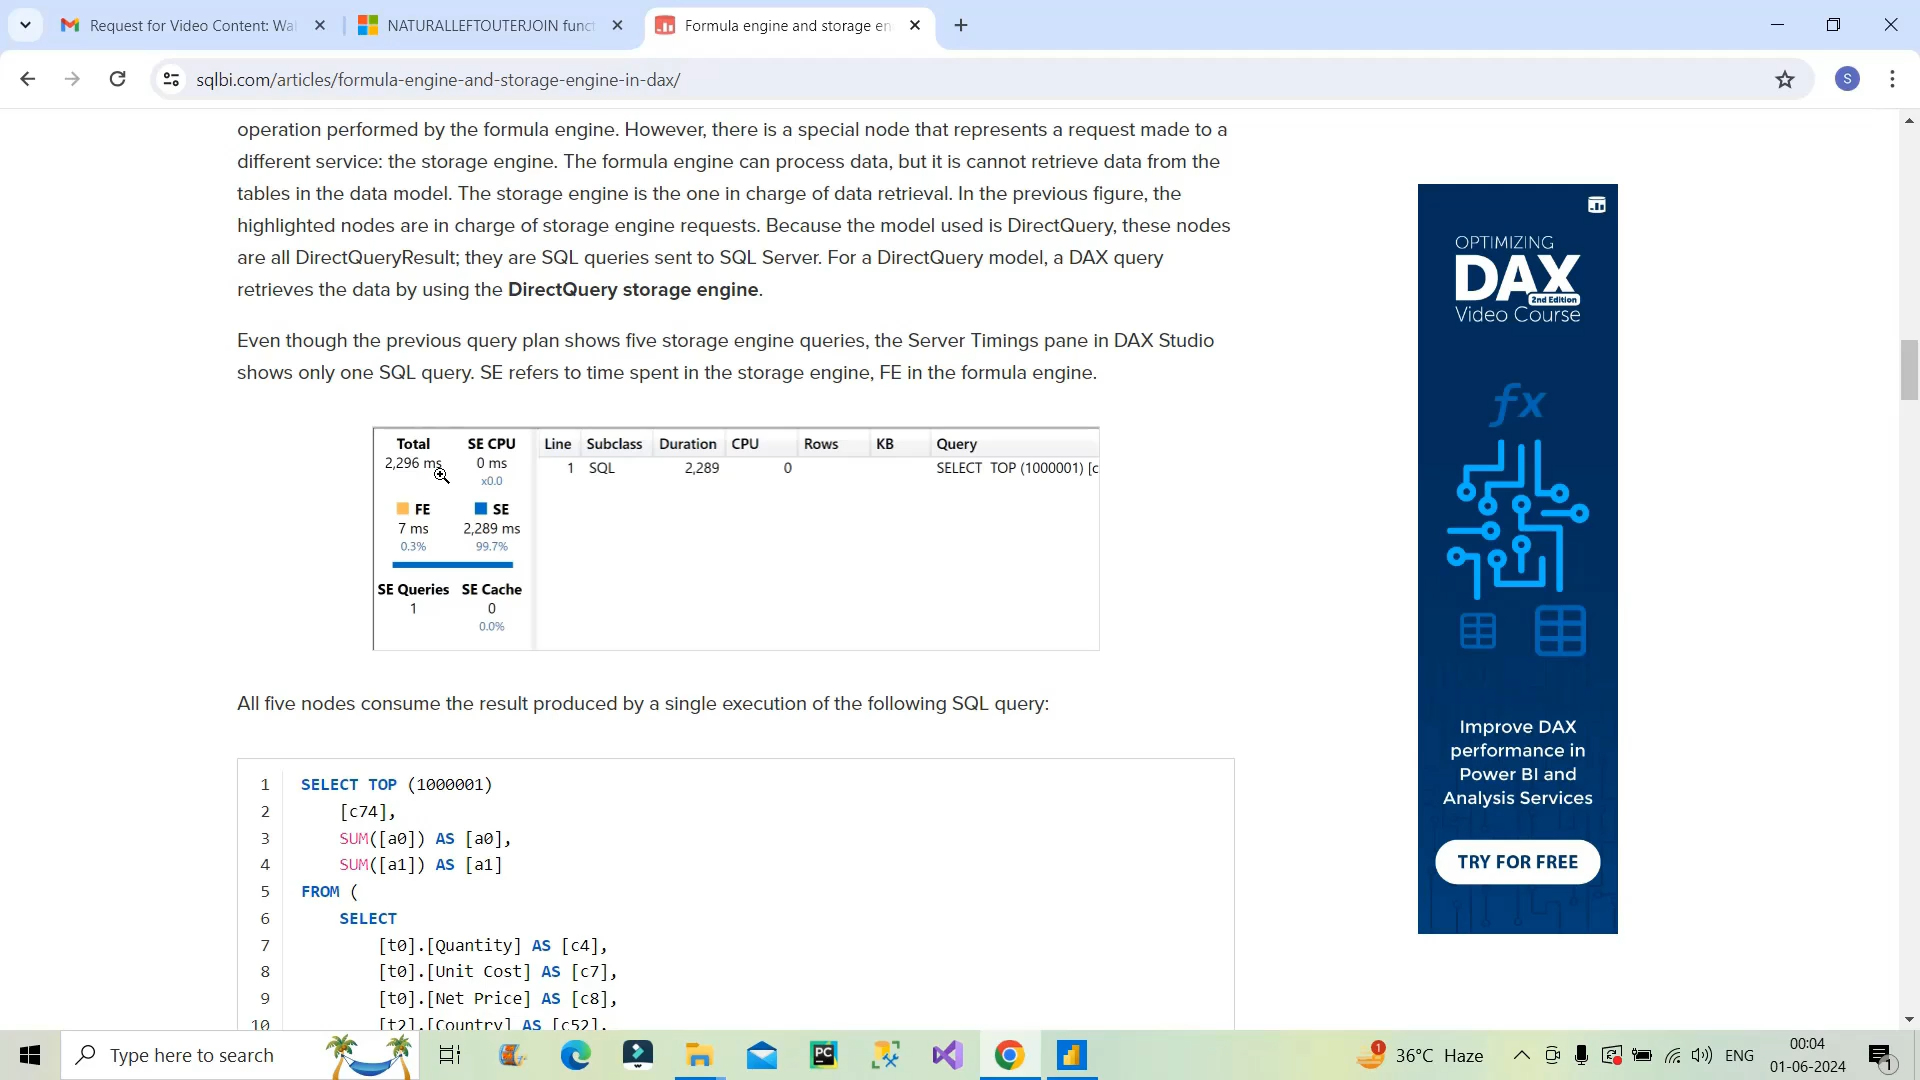 Request for Video Content: Wal
NATURALLEFTOUTERJOIN funct
Formula engine and storage en
sqlbi.com/articles/formula-engine-and-storage-engine-in-dax/
S
operation performed by the formula engine. However, there is a special node that represents a request made to a
different service: the storage engine. The formula engine can process data, but it is cannot retrieve data from the
tables in the data model. The storage engine is the one in charge of data retrieval. In the previous figure, the
highlighted nodes are in charge of storage engine requests. Because the model used is DirectQuery, these nodes
are all DirectQueryResult; they are SQL queries sent to SQL Server. For a DirectQuery model, a DAX query
retrieves the data by using the DirectQuery storage engine.
Even though the previous query plan shows five storage engine queries, the Server Timings pane in DAX Studio
shows only one SQL query. SE refers to time spent in the storage engine, FE in the formula engine.
Total SE CPU
2,296 ms 0 ms
x0.0
FE SE
7 ms 2,289 ms
0.3% 99.7%
SE Queries SE Cache
1 0
0.0%
Line Subclass Duration CPU Rows KB Query
1 SQL 2,289 0 SELECT TOP (1000001) [c
All five nodes consume the result produced by a single execution of the following SQL query:
1 SELECT TOP (1000001)
2 [c74],
3 SUM([a0]) AS [a0],
4 SUM([a1]) AS [a1]
5 FROM (
6 SELECT
7 [t0].[Quantity] AS [c4],
8 [t0].[Unit Cost] AS [c7],
9 [t0].[Net Price] AS [c8],
10 [t2].[Country] AS [c52],
OPTIMIZING
DAX
2nd Edition
Video Course
fx
Improve DAX
performance in
Power BI and
Analysis Services
TRY FOR FREE
Type here to search
PC
1
36°C Haze
ENG
00:04
01-06-2024
1